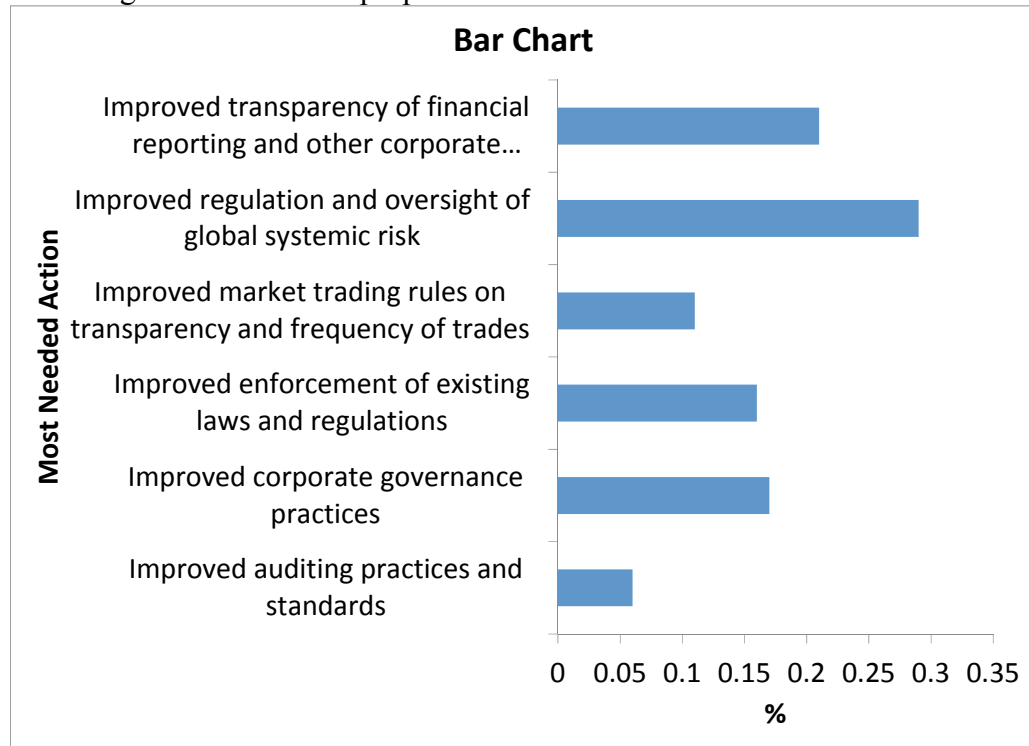 Bar Chart
Most Needed Action
Improved transparency of financial
reporting and other corporate...
Improved regulation and oversight of
global systemic risk
Improved market trading rules on
transparency and frequency of trades
Improved enforcement of existing
laws and regulations
Improved corporate governance
practices
Improved auditing practices and
standards
0 0.05 0.1 0.15 0.2 0.25 0.3 0.35
%